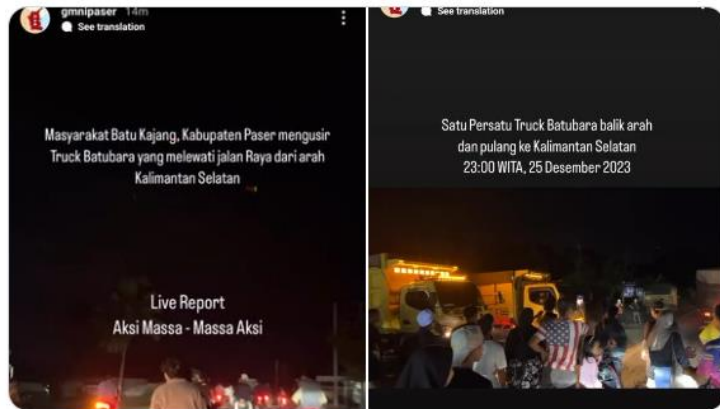 gmnipaser 14m
See translation
Masyarakat Batu Kajang, Kabupaten Paser mengusir
Truck Batubara yang melewati jalan Raya dari arah
Kalimantan Selatan
Live Report
Aksi Massa - Massa Aksi
See translation
Satu Persatu Truck Batubara balik arah
dan pulang ke Kalimantan Selatan
23:00 WITA, 25 Desember 2023